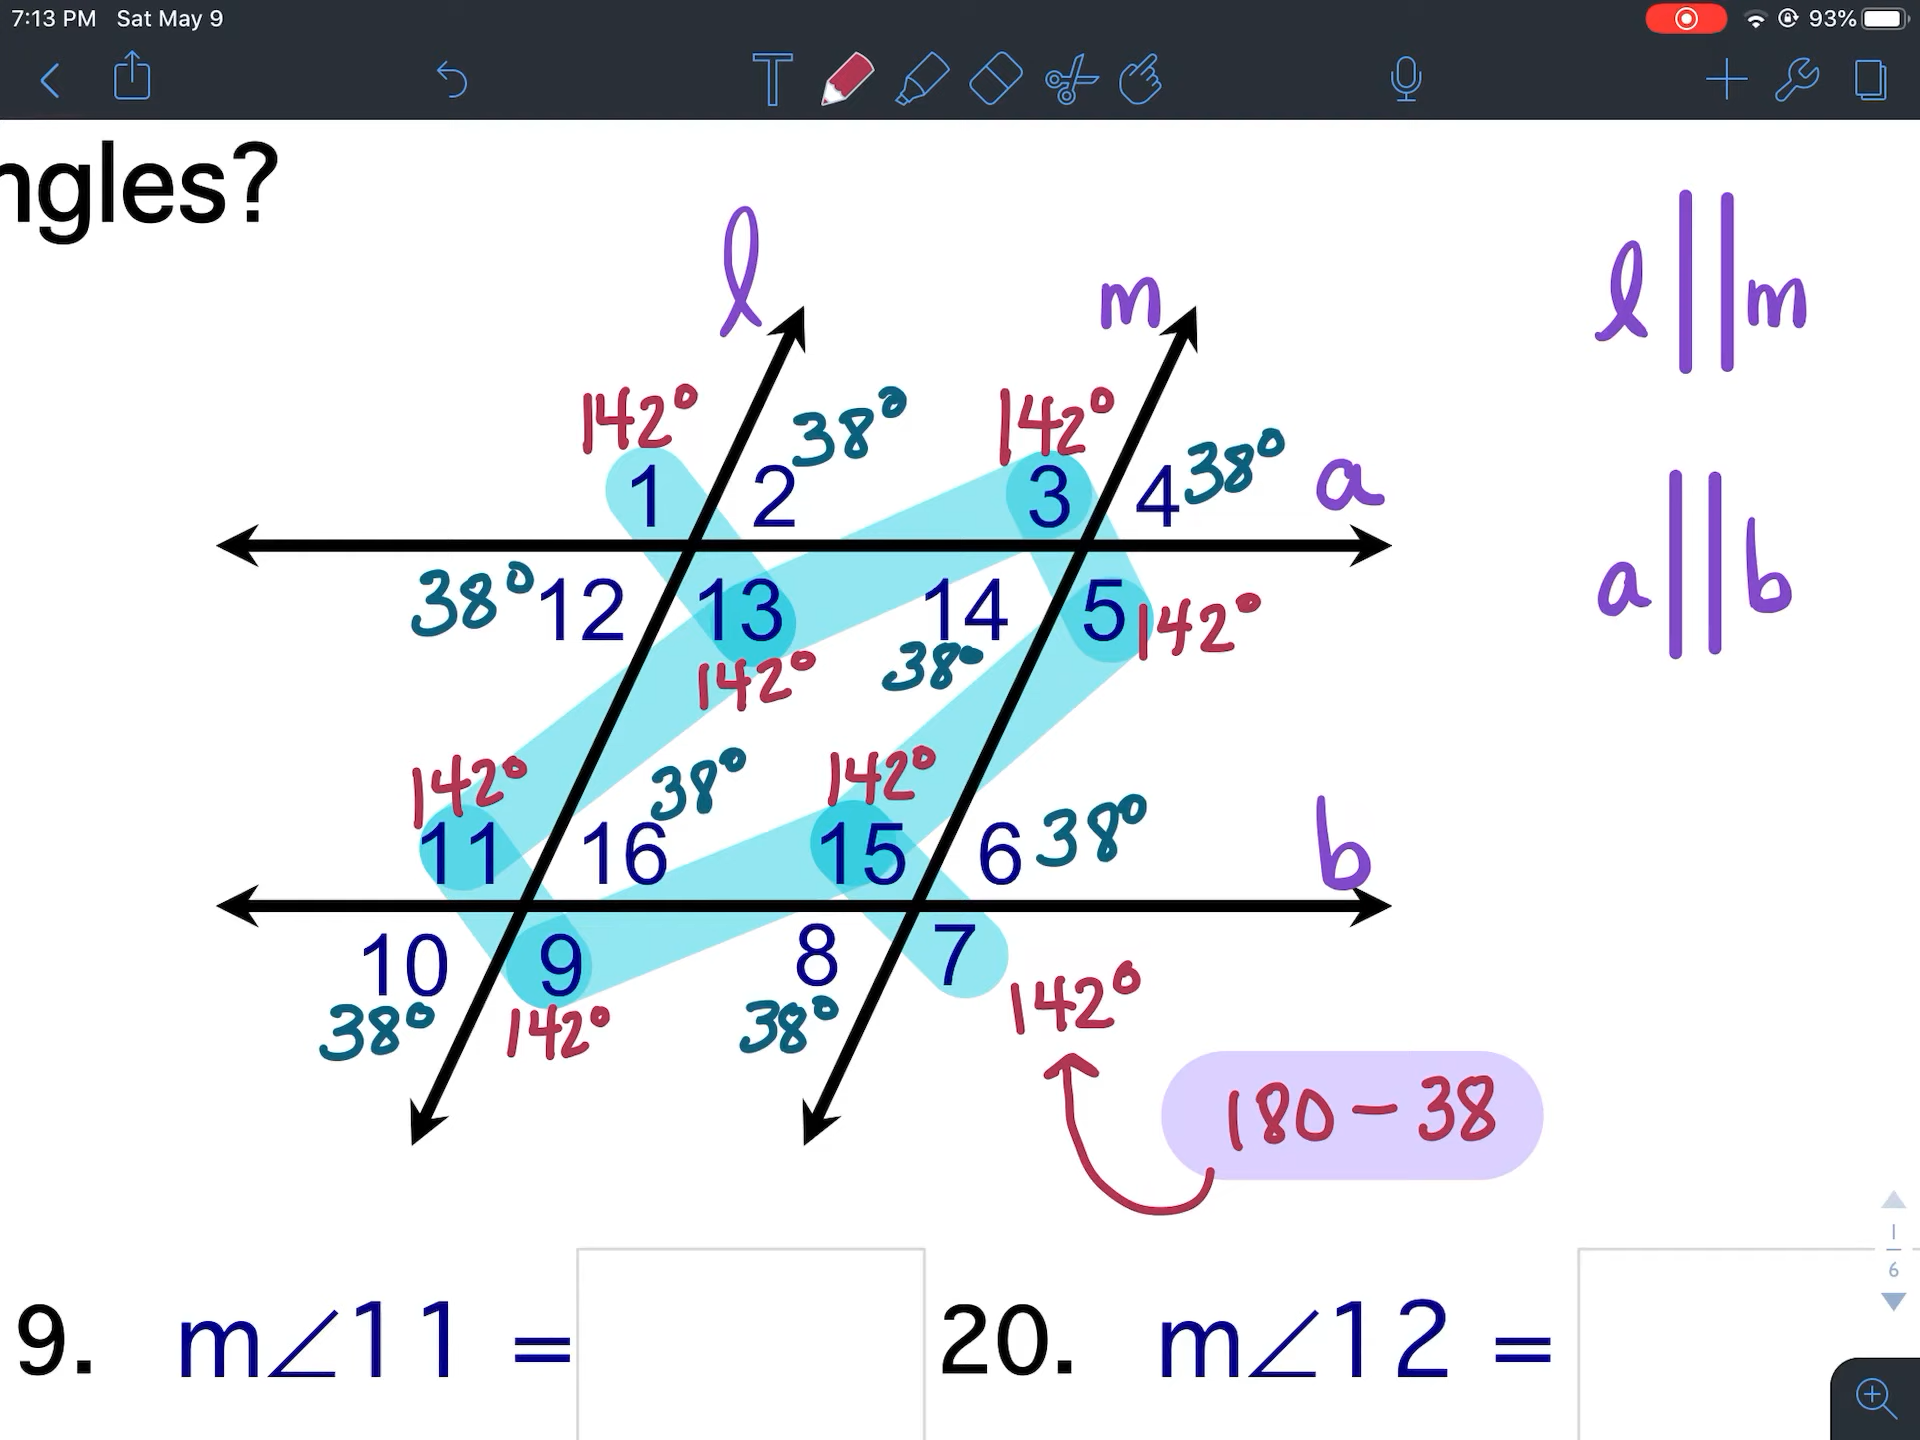 7:13 PM Sat May 9 93%
T
ngles?
l
m
l || m
142° 38° 142° 38° a
1 2 3 4
a || b
38° 12 13 14 5 142°
142° 38°
142° 38° 142° 38° b
11 16 15 6
10 9 8 7
38° 142° 38° 142°
180 - 38
1
6
9. m∠11 =
20. m∠12 =